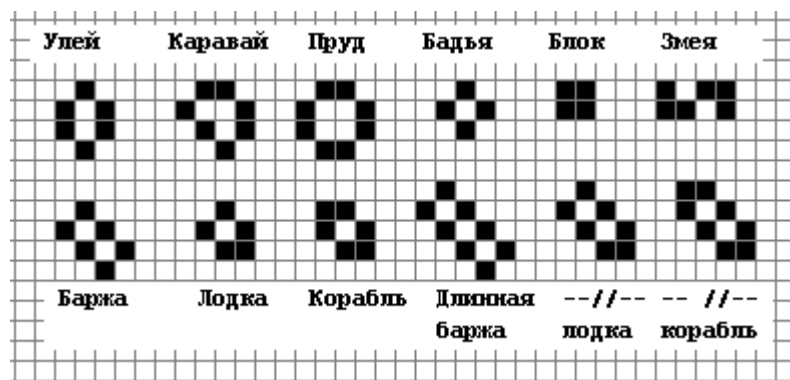 Улей Каравай Пруд Бадья Блок Змея
Баржа Лодка Корабль Длинная --//-- -- //--
баржа лодка корабль